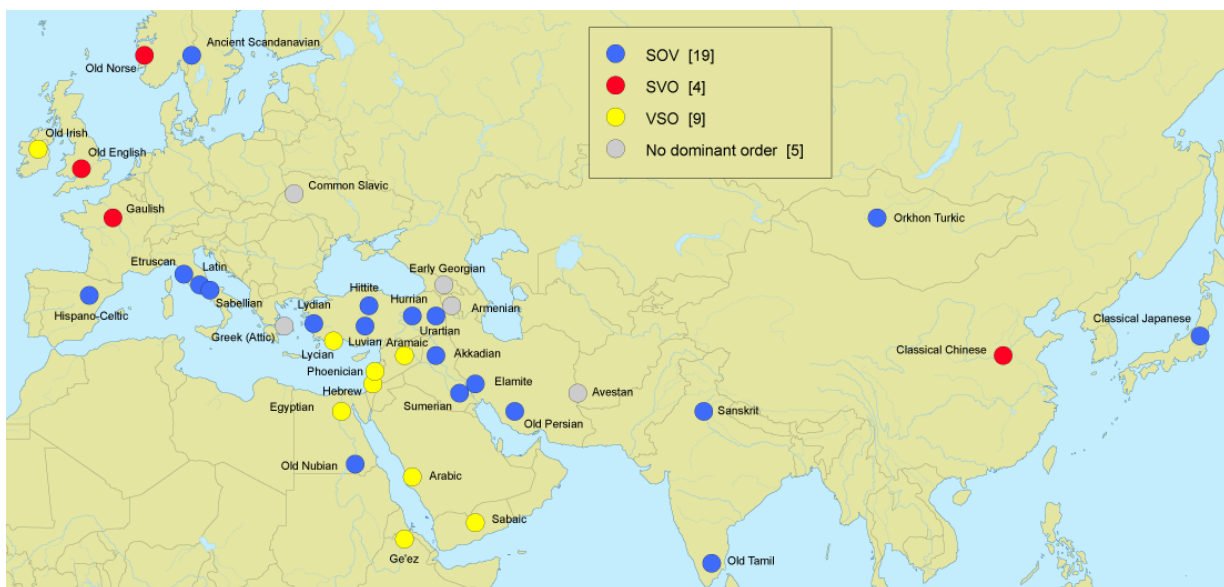 Ancient Scandanavian
Old Norse
SOV [19]
SVO [4]
VSO [9]
No dominant order [5]
Old Irish
Old English
Common Slavic
Gaulish
Orkhon Turkic
Etruscan
Latin
Early Georgian
Hittite
Hurrian
Lydian
Armenian
Sabellian
Hispano-Celtic
Urartian
Classical Japanese
Greek (Attic)
Luvian
Aramaic
Lycian
Akkadian
Classical Chinese
Phoenician
Hebrew
Elamite
Sumerian
Avestan
Egyptian
Sanskrit
Old Persian
Old Nubian
Arabic
Sabaic
Ge'ez
Old Tamil